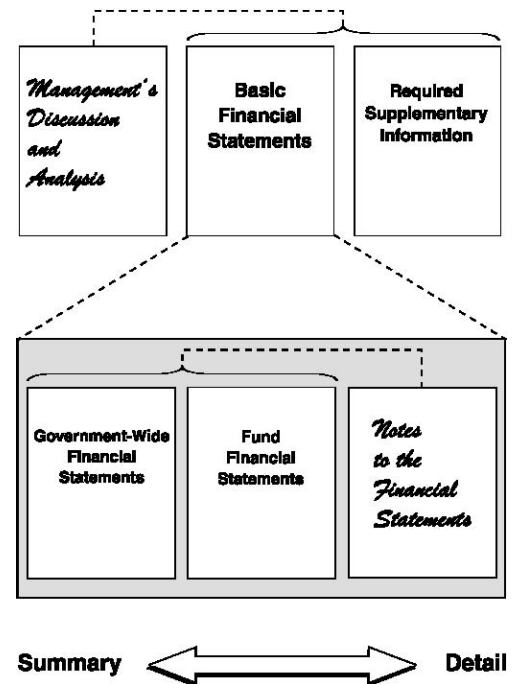 Management's
Discussion
and
Analysis
Basic
Financial
Statements
Required
Supplementary
Information
Government-Wide
Financial
Statements
Fund
Financial
Statements
Notes
to the
Financial
Statements
Summary
Detail